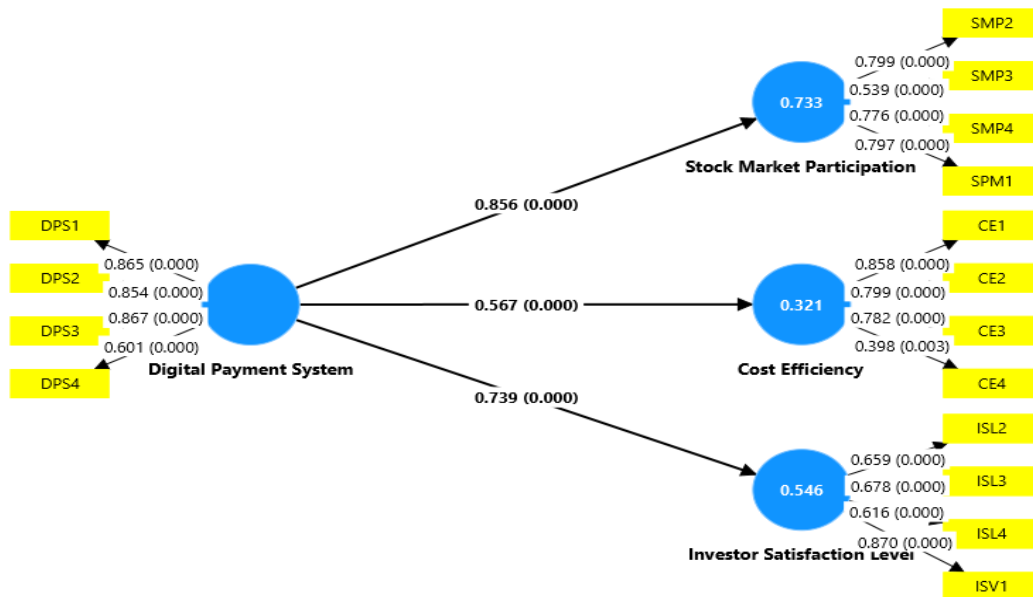 SMP2
0.799 (0.000)
SMP3
0.539 (0.000)
0.733
0.776 (0.000)
SMP4
0.797 (0.000)
Stock Market Participation
SPM1
0.856 (0.000)
DPS1
CE1
0.865 (0.000)
0.858 (0.000)
DPS2
CE2
0.854 (0.000)
0.799 (0.000)
0.567 (0.000)
0.321
0.867 (0.000)
0.782 (0.000)
DPS3
CE3
0.601 (0.000)
0.398 (0.003)
Digital Payment System
Cost Efficiency
DPS4
CE4
0.739 (0.000)
ISL2
0.659 (0.000)
ISL3
0.678 (0.000)
0.546
0.616 (0.000)
ISL4
0.870 (0.000)
Investor Satisfaction Level
ISV1